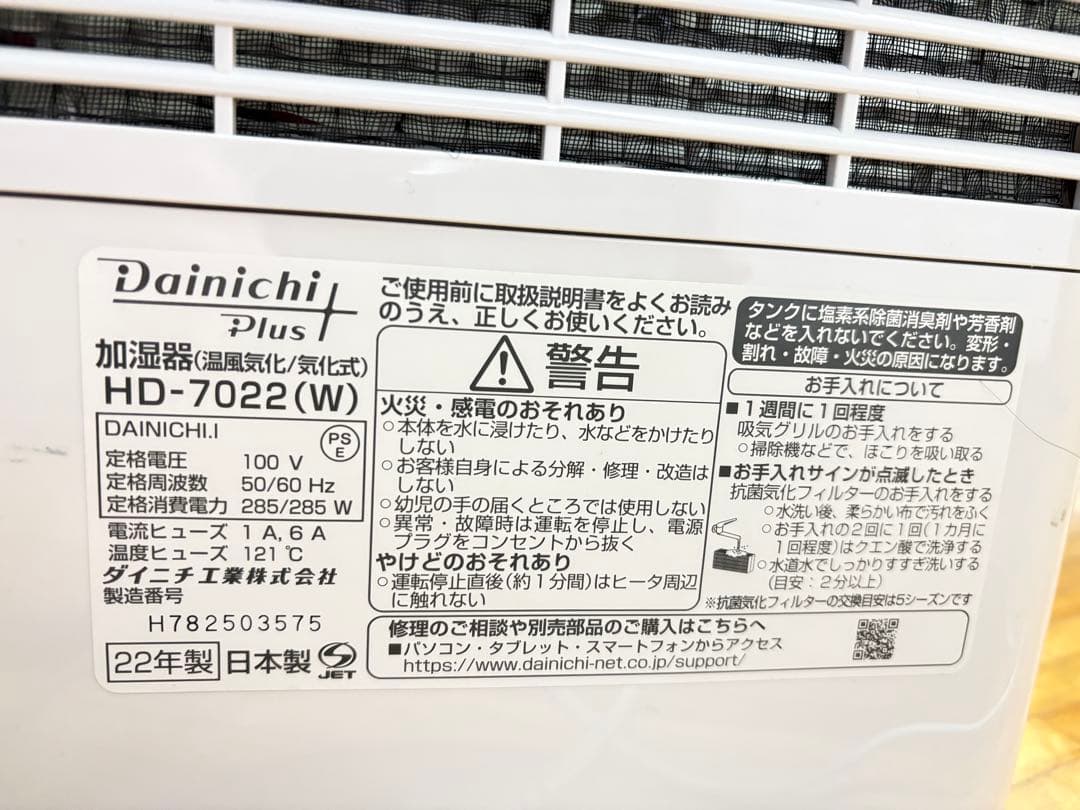 Dainichi
Plus
加湿器(温風気化/気化式)
HD-7022(W)
DAINICHI.I
PS
E
定格電圧 100 V
定格周波数 50/60 Hz
定格消費電力 285/285 W
電流ヒューズ 1 A, 6 A
温度ヒューズ 121 ℃
ダイニチ工業株式会社
製造番号
H782503575
22年製 日本製 JET
ご使用前に取扱説明書をよくお読み
のうえ、正しくお使いください。
警告
火災・感電のおそれあり
○本体を水に浸けたり、水などをかけたり
しない
○お客様自身による分解・修理・改造は
しない
○幼児の手の届くところでは使用しない
○異常・故障時は運転を停止し、電源
プラグをコンセントから抜く
やけどのおそれあり
○運転停止直後(約1分間)はヒータ周辺
に触れない
タンクに塩素系除菌消臭剤や芳香剤
などを入れないでください。変形・
割れ・故障・火災の原因になります。
お手入れについて
■1週間に1回程度
吸気グリルのお手入れをする
○掃除機などで、ほこりを吸い取る
■お手入れサインが点滅したとき
抗菌気化フィルターのお手入れをする
○水洗い後、柔らかい布で汚れをふく
○お手入れの2回に1回(1カ月に
1回程度)はクエン酸で洗浄する
○水道水でしっかりすすぎ洗いする
(目安:2分以上)
※抗菌気化フィルターの交換目安は5シーズンです
修理のご相談や別売部品のご購入はこちらへ
■パソコン・タブレット・スマートフォンからアクセス
https://www.dainichi-net.co.jp/support/